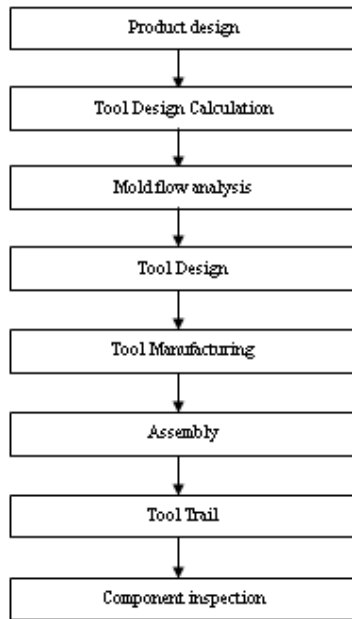 Product design
Tool Design Calculation
Mold flow analysis
Tool Design
Tool Manufacturing
Assembly
Tool Trail
Component inspection